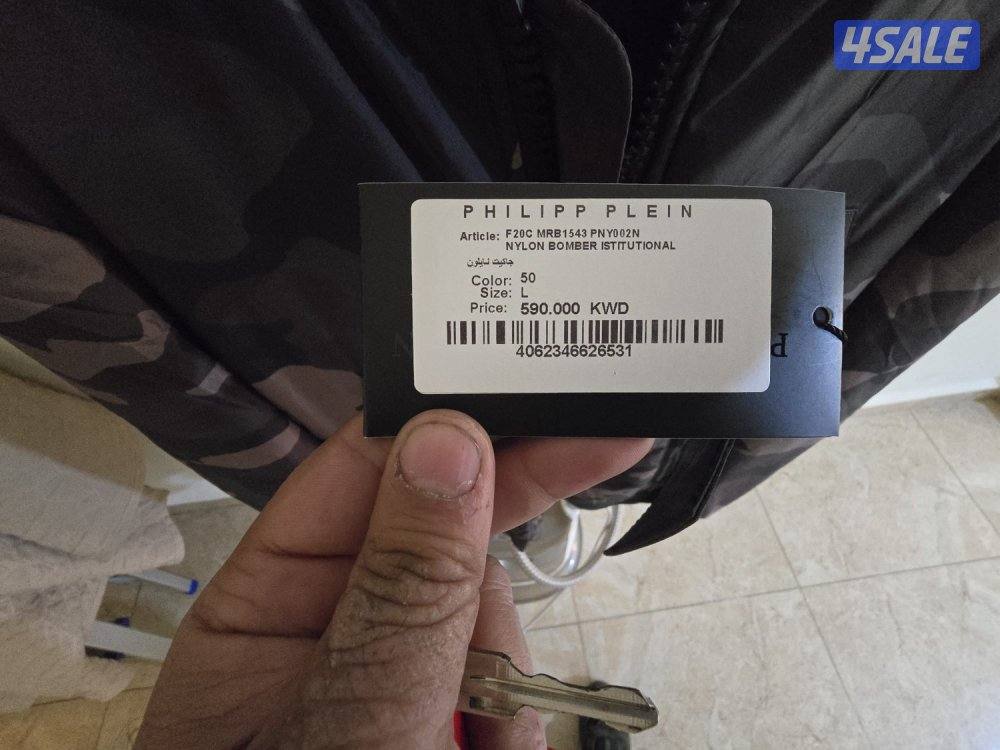 4SALE
PHILIPP PLEIN
Article: F20C MRB1543 PNY002N
NYLON BOMBER ISTITUTIONAL
جاكيت نايلون
Color: 50
Size: L
Price: 590.000 KWD
4062346626531
P